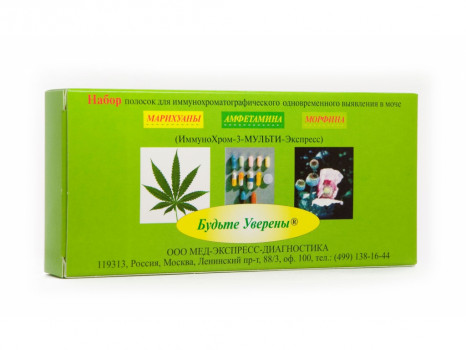 Набор полосок для иммунохроматографического одновременного выявления в моче
МАРИХУАНЫ АМФЕТАМИНА МОРФИНА
(ИммуноХром-3-МУЛЬТИ-Экспресс)
Будьте Уверены®
ООО МЕД-ЭКСПРЕСС-ДИАГНОСТИКА
119313, Россия, Москва, Ленинский пр-т, 88/3, оф. 100, тел.: (499) 138-16-44